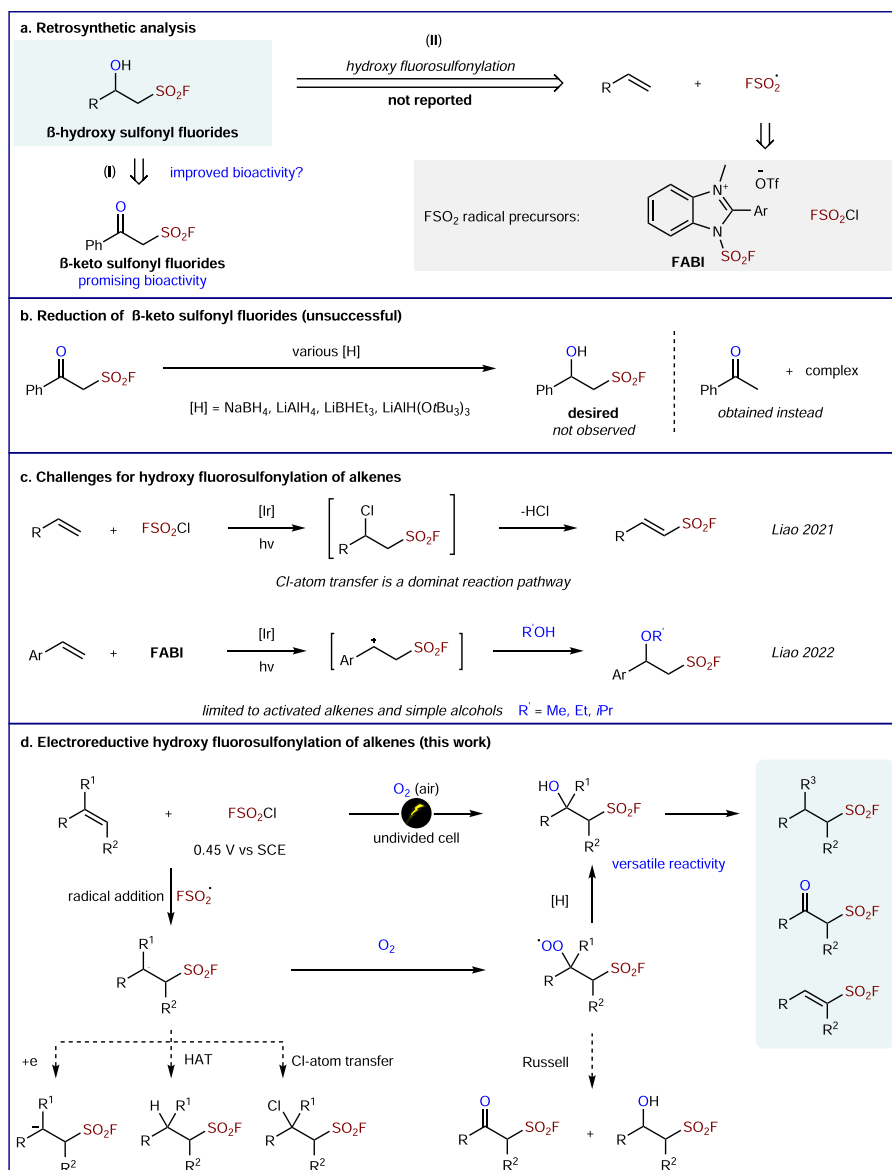 a. Retrosynthetic analysis
(II)
OH
SO2F
R
hydroxy fluorosulfonylation
not reported
R
+
FSO2•
ß-hydroxy sulfonyl fluorides
(I)
improved bioactivity?
O
Ph
SO2F
ß-keto sulfonyl fluorides
promising bioactivity
FSO2 radical precursors:
N+
Ar
N
SO2F
FABI
-OTf
FSO2Cl
b. Reduction of ß-keto sulfonyl fluorides (unsuccessful)
O
Ph
SO2F
various [H]
[H] = NaBH4, LiAlH4, LiBHEt3, LiAlH(OtBu3)3
OH
Ph
SO2F
desired
not observed
O
Ph
+ complex
obtained instead
c. Challenges for hydroxy fluorosulfonylation of alkenes
R
+
FSO2Cl
[Ir]
hv
Cl
R
SO2F
-HCl
R
SO2F
Liao 2021
Cl-atom transfer is a dominat reaction pathway
Ar
+
FABI
[Ir]
hv
+
Ar
SO2F
R'OH
OR'
Ar
SO2F
Liao 2022
limited to activated alkenes and simple alcohols R' = Me, Et, iPr
d. Electroreductive hydroxy fluorosulfonylation of alkenes (this work)
R1
R
R2
+
FSO2Cl
0.45 V vs SCE
O2 (air)
undivided cell
HO
R1
R
SO2F
R2
versatile reactivity
R3
R
SO2F
R2
O
R
SO2F
R2
R
SO2F
R2
radical addition
FSO2•
R1
R
SO2F
R2
O2
[H]
•OO
R1
R
SO2F
R2
+e
HAT
Cl-atom transfer
Russell
R1
-
R
SO2F
R2
H
R1
R
SO2F
R2
Cl
R1
R
SO2F
R2
O
R
SO2F
R2
+
OH
R
SO2F
R2